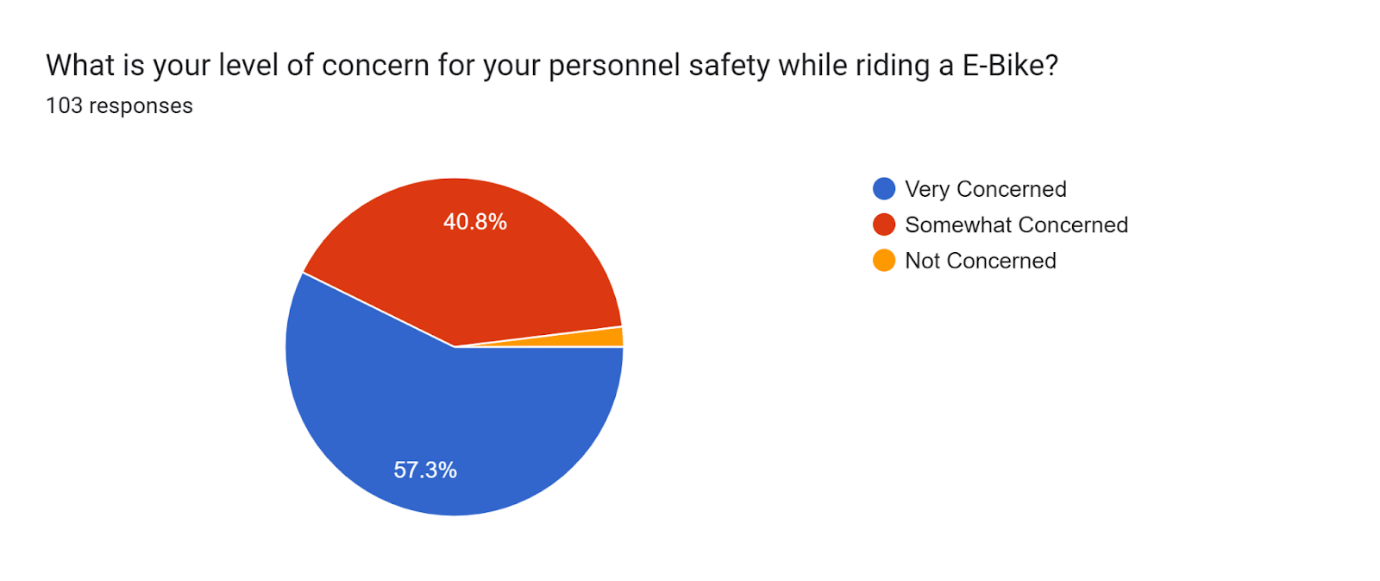 What is your level of concern for your personnel safety while riding a E-Bike?
103 responses
Very Concerned
Somewhat Concerned
Not Concerned
40.8%
57.3%